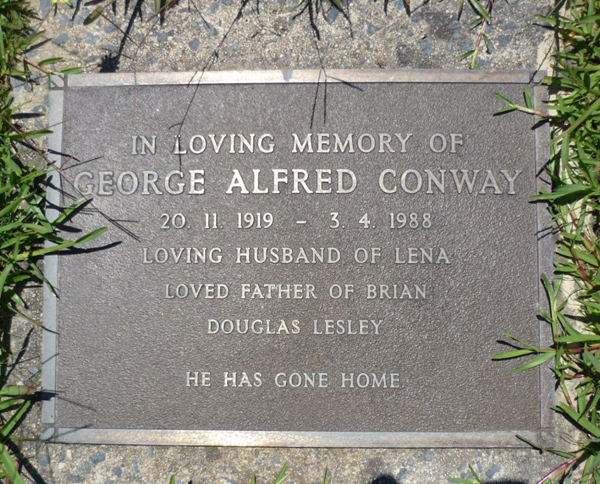 IN LOVING MEMORY OF
GEORGE ALFRED CONWAY
20. 11. 1919 - 3. 4. 1988
LOVING HUSBAND OF LENA
LOVED FATHER OF BRIAN
DOUGLAS LESLEY
HE HAS GONE HOME